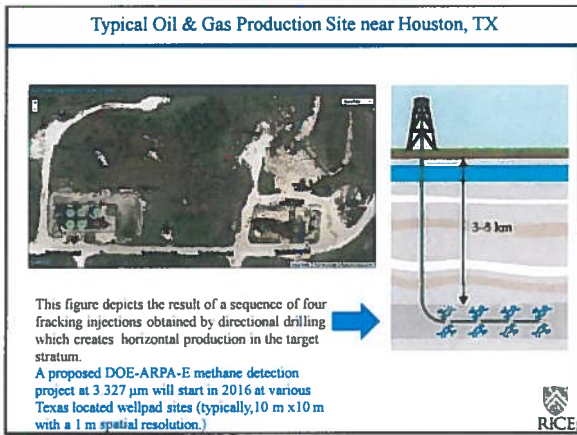 Typical Oil & Gas Production Site near Houston, TX
3-8 km
This figure depicts the result of a sequence of four
fracking injections obtained by directional drilling
which creates horizontal production in the target
stratum.
A proposed DOE-ARPA-E methane detection
project at 3 327 µm will start in 2016 at various
Texas located wellpad sites (typically,10 m x10 m
with a 1 m spatial resolution.)
RICE